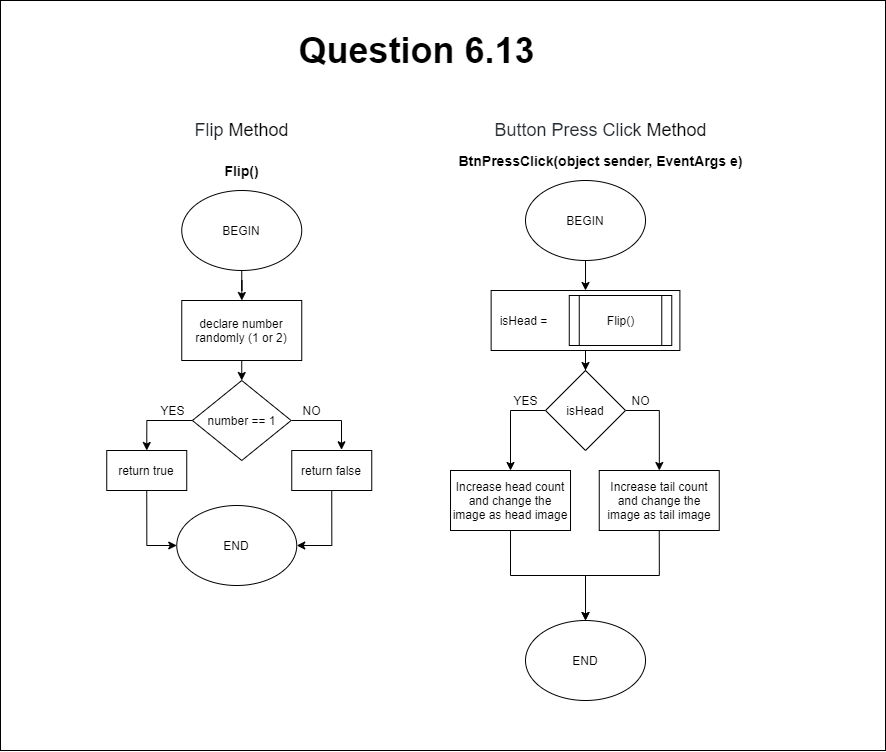 Question 6.13
Flip Method
Flip()
BEGIN
declare number
randomly (1 or 2)
number == 1
YES
NO
return true
return false
END
Button Press Click Method
BtnPressClick(object sender, EventArgs e)
BEGIN
isHead =
Flip()
isHead
YES
NO
Increase head count
and change the
image as head image
Increase tail count
and change the
image as tail image
END